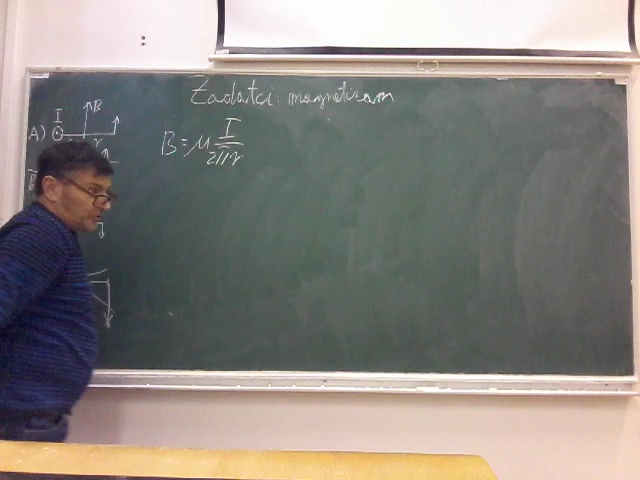 Zadatci: magnetizam
I
B
A)
r
B = μ I / 2πr